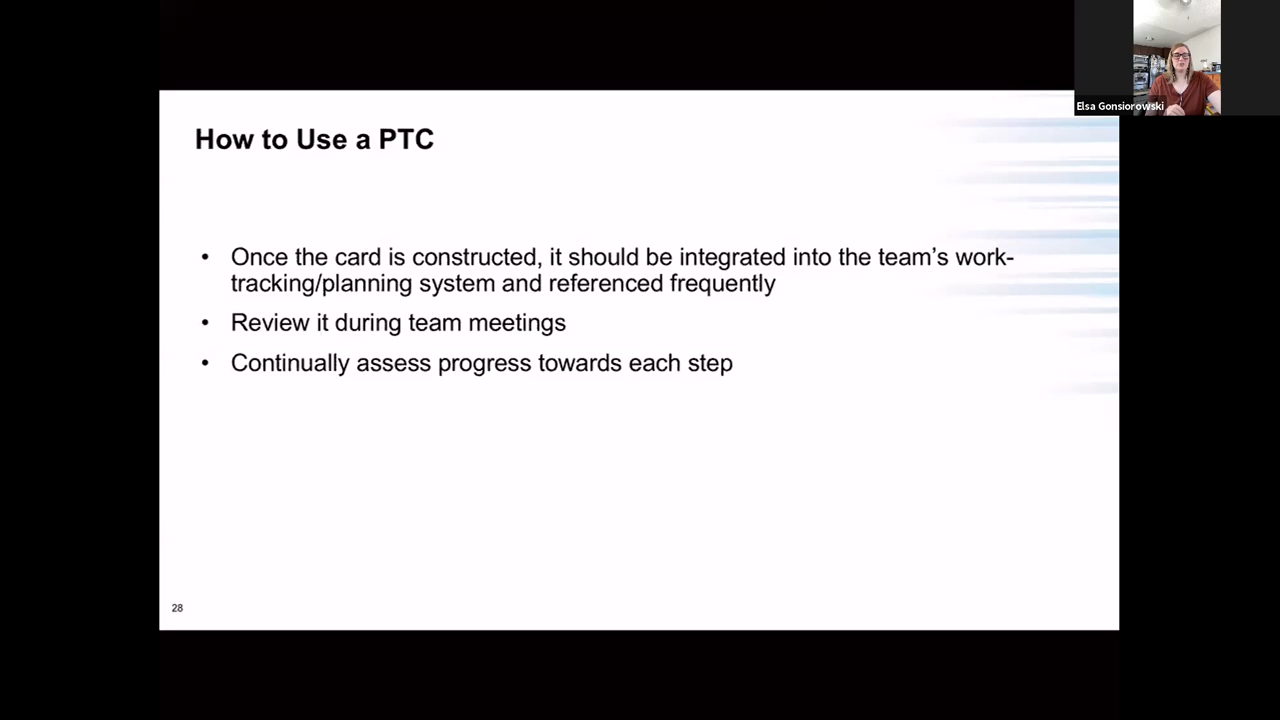 Elsa Gonsiorowski
How to Use a PTC
• Once the card is constructed, it should be integrated into the team’s work-
tracking/planning system and referenced frequently
• Review it during team meetings
• Continually assess progress towards each step
28